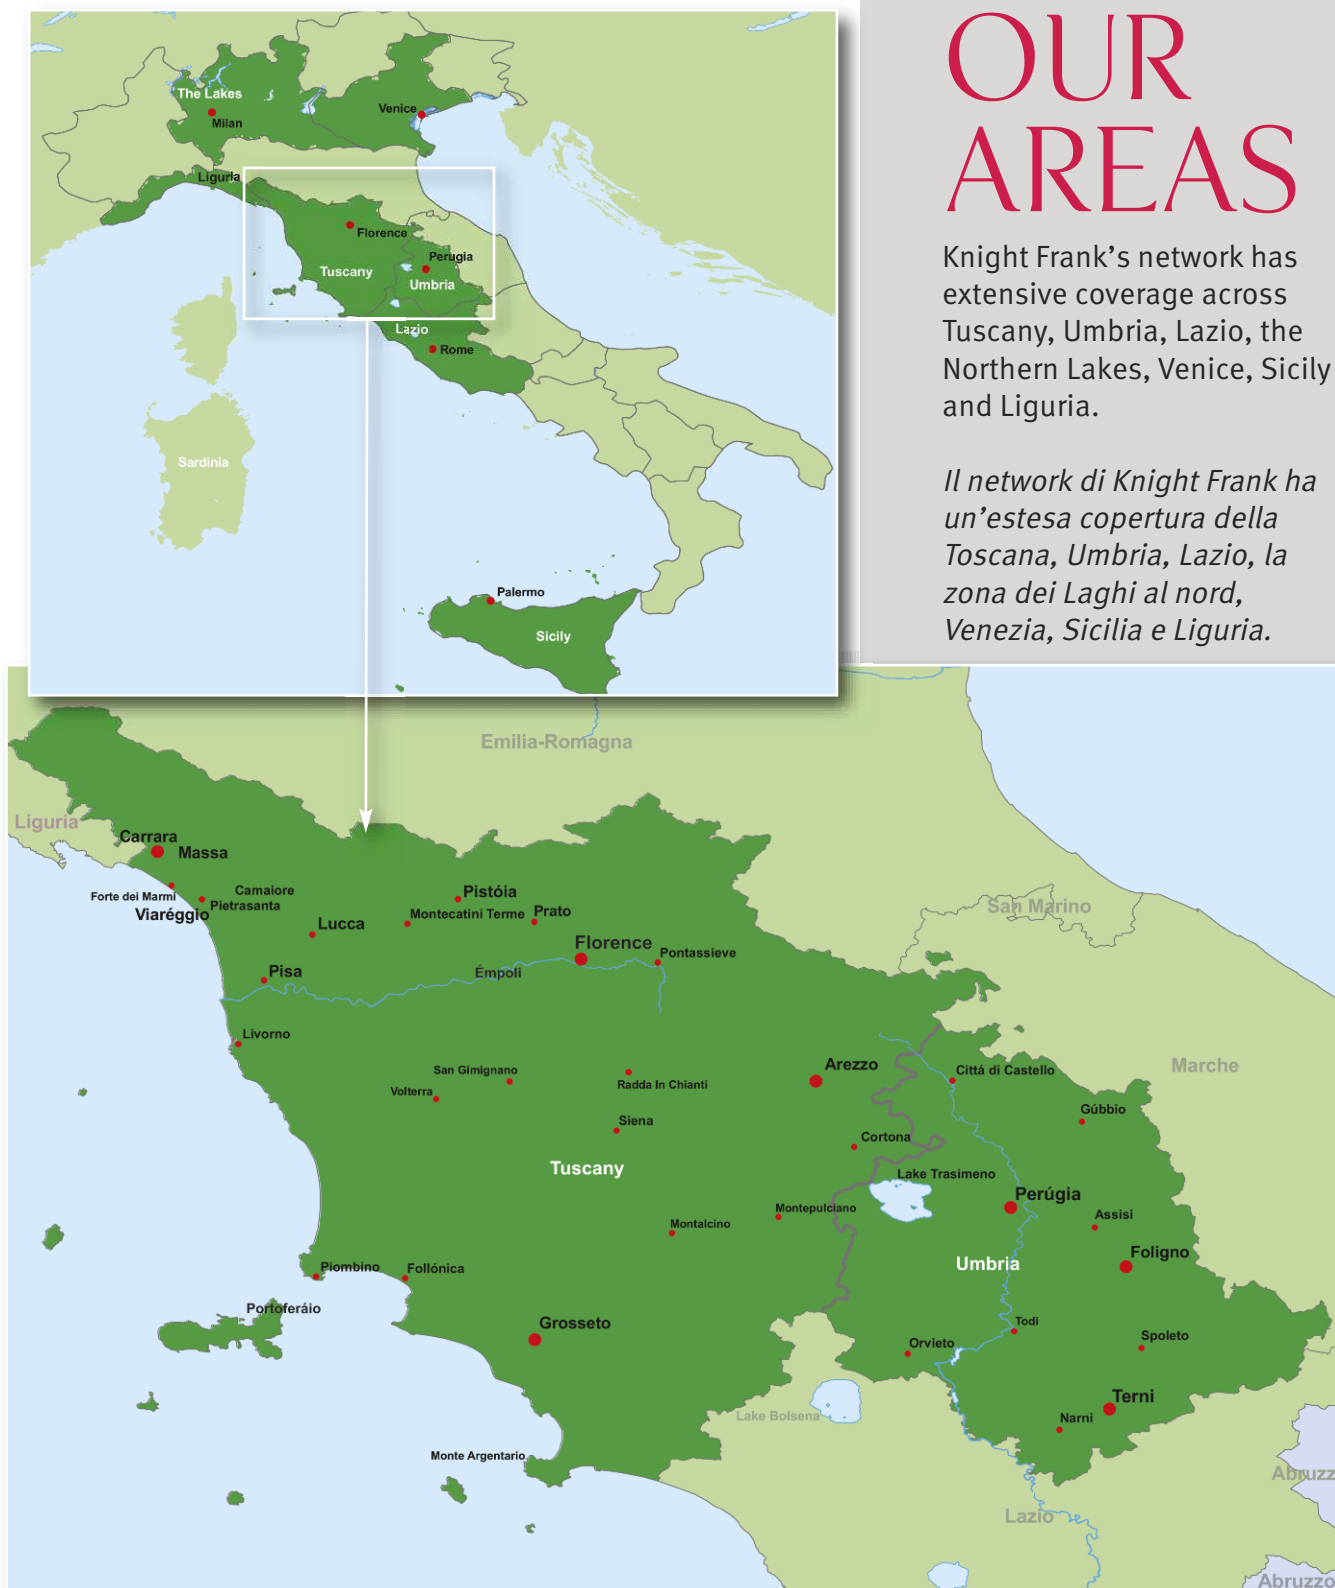 OUR
AREAS
Knight Frank’s network has
extensive coverage across
Tuscany, Umbria, Lazio, the
Northern Lakes, Venice, Sicily
and Liguria.
Il network di Knight Frank ha
un’estesa copertura della
Toscana, Umbria, Lazio, la
zona dei Laghi al nord,
Venezia, Sicilia e Liguria.
The Lakes
Milan
Venice
Liguria
Florence
Perugia
Tuscany
Umbria
Lazio
Rome
Sardinia
Palermo
Sicily
Emilia-Romagna
Liguria
Carrara
Massa
Forte dei Marmi
Camaiore
Pietrasanta
Viaréggio
Pistóia
Montecatini Terme
Prato
Lucca
Florence
Pontassieve
Pisa
Émpoli
San Marino
Livorno
Marche
San GImignano
Radda In Chianti
Volterra
Arezzo
Cittá di Castello
Gúbbio
Siena
Cortona
Tuscany
Lake Trasimeno
Perúgia
Montepulciano
Montalcino
Assisi
Foligno
Umbria
Piombino
Follónica
Portoferáio
Grosseto
Todi
Orvieto
Spoleto
Terni
Narni
Lake Bolsena
Monte Argentario
Abruzz
Lazio
Abruzzo